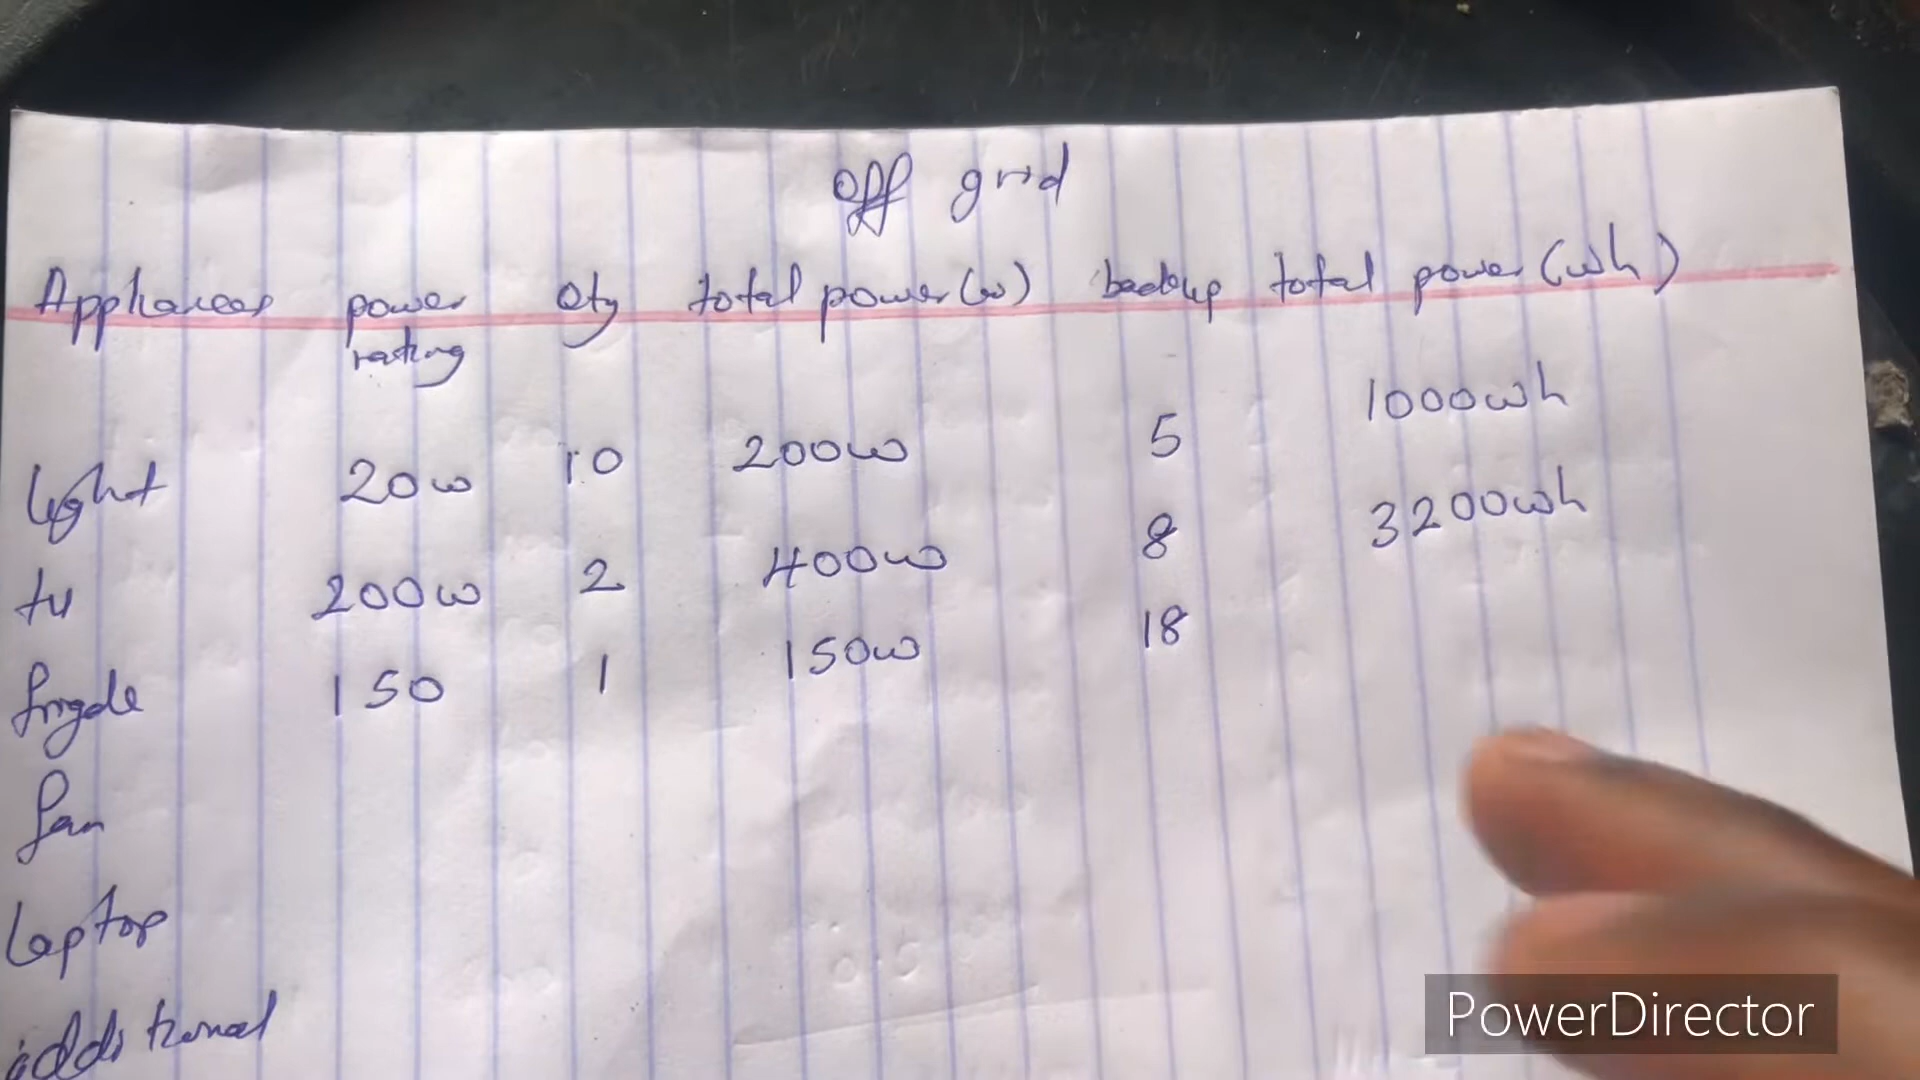 Off grid
Appliances power rating Qty total power (w) backup total power (wh)
light 20w 10 200w 5 1000wh
tv 200w 2 400w 8 3200wh
frigde 150 1 150w 18
fan
laptop
additional
PowerDirector